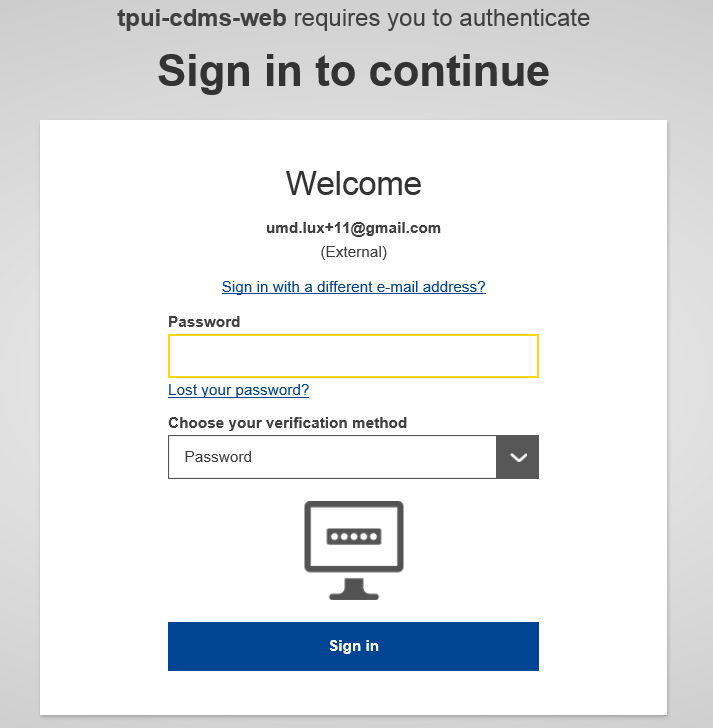 tpui-cdms-web requires you to authenticate
Sign in to continue
Welcome
umd.lux+11@gmail.com
(External)
Sign in with a different e-mail address?
Password
Lost your password?
Choose your verification method
Password
Sign in